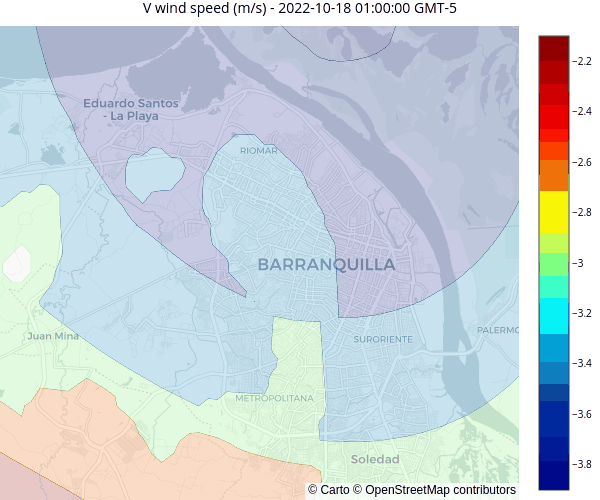 V wind speed (m/s) - 2022-10-18 01:00:00 GMT-5
Eduardo Santos
- La Playa
RIOMAR
BARRANQUILLA
SURORIENTE
PALERMO
Juan Mina
METROPOLITANA
Soledad
© Carto © OpenStreetMap contributors
−2.2
−2.4
−2.6
−2.8
−3
−3.2
−3.4
−3.6
−3.8